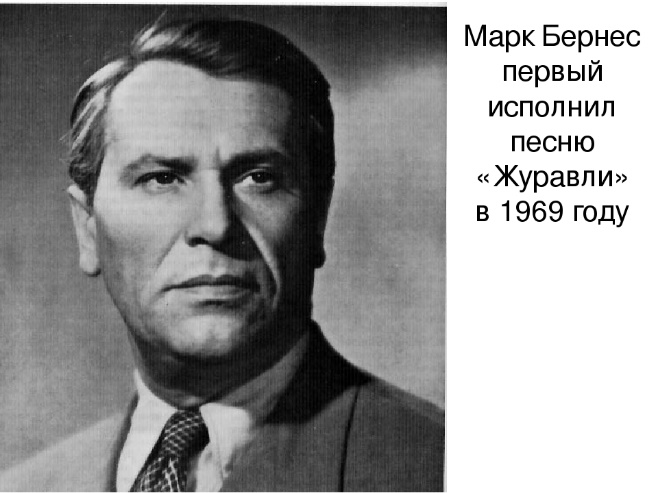 Марк Бернес
первый
исполнил
песню
«Журавли»
в 1969 году